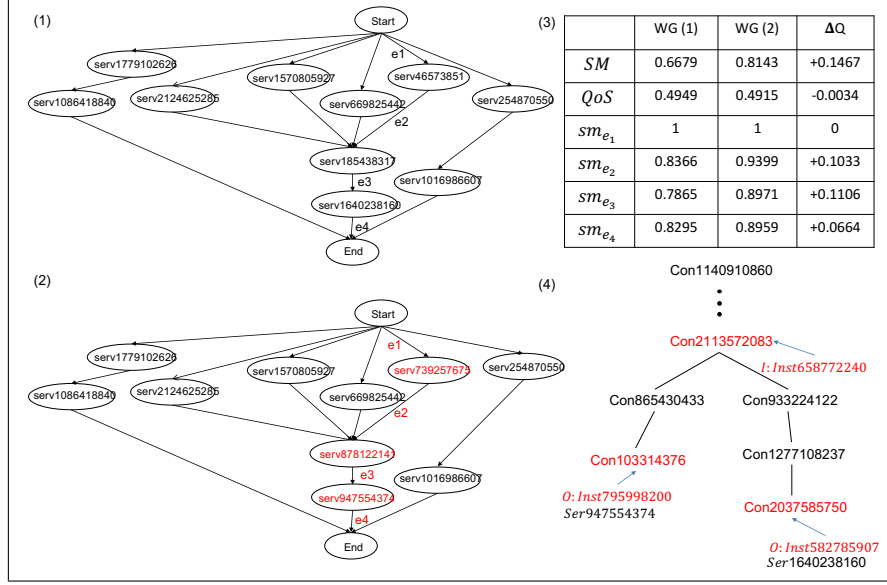 (1)
Start
e1
serv1779102626
serv1570805927
serv46573851
serv1086418840
serv2124625285
serv669825442
serv254870550
e2
serv185438317
e3
serv1016986607
serv1640238160
e4
End
(2)
Start
e1
serv1779102626
serv1570805927
serv739257675
serv254870550
serv1086418840
serv2124625285
serv669825442
e2
serv878122141
e3
serv1016986607
serv947554374
e4
End
(3)
WG (1) WG (2) ΔQ
SM 0.6679 0.8143 +0.1467
QoS 0.4949 0.4915 -0.0034
sm_e1 1 1 0
sm_e2 0.8366 0.9399 +0.1033
sm_e3 0.7865 0.8971 +0.1106
sm_e4 0.8295 0.8959 +0.0664
(4)
Con1140910860
Con2113572083
I: Inst658772240
Con865430433
Con933224122
Con103314376
Con1277108237
O: Inst795998200
Ser947554374
Con2037585750
O: Inst582785907
Ser1640238160